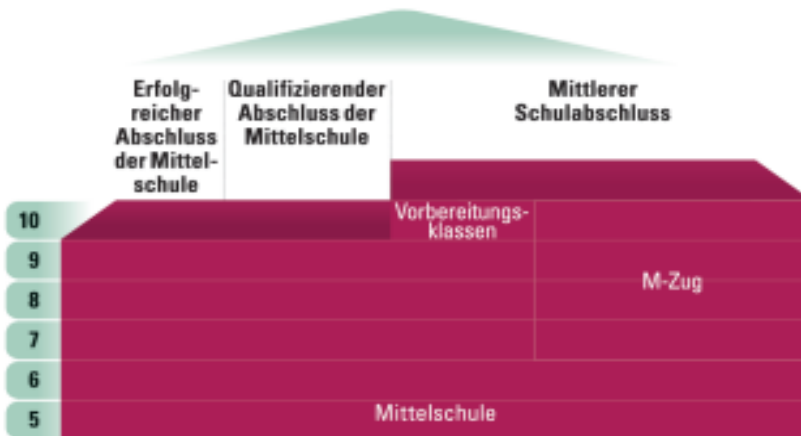 Erfolg-
reicher
Abschluss
der Mittel-
schule
Qualifizierender
Abschluss der
Mittelschule
Mittlerer
Schulabschluss
10
Vorbereitungs-
klassen
9
M-Zug
8
7
6
5
Mittelschule